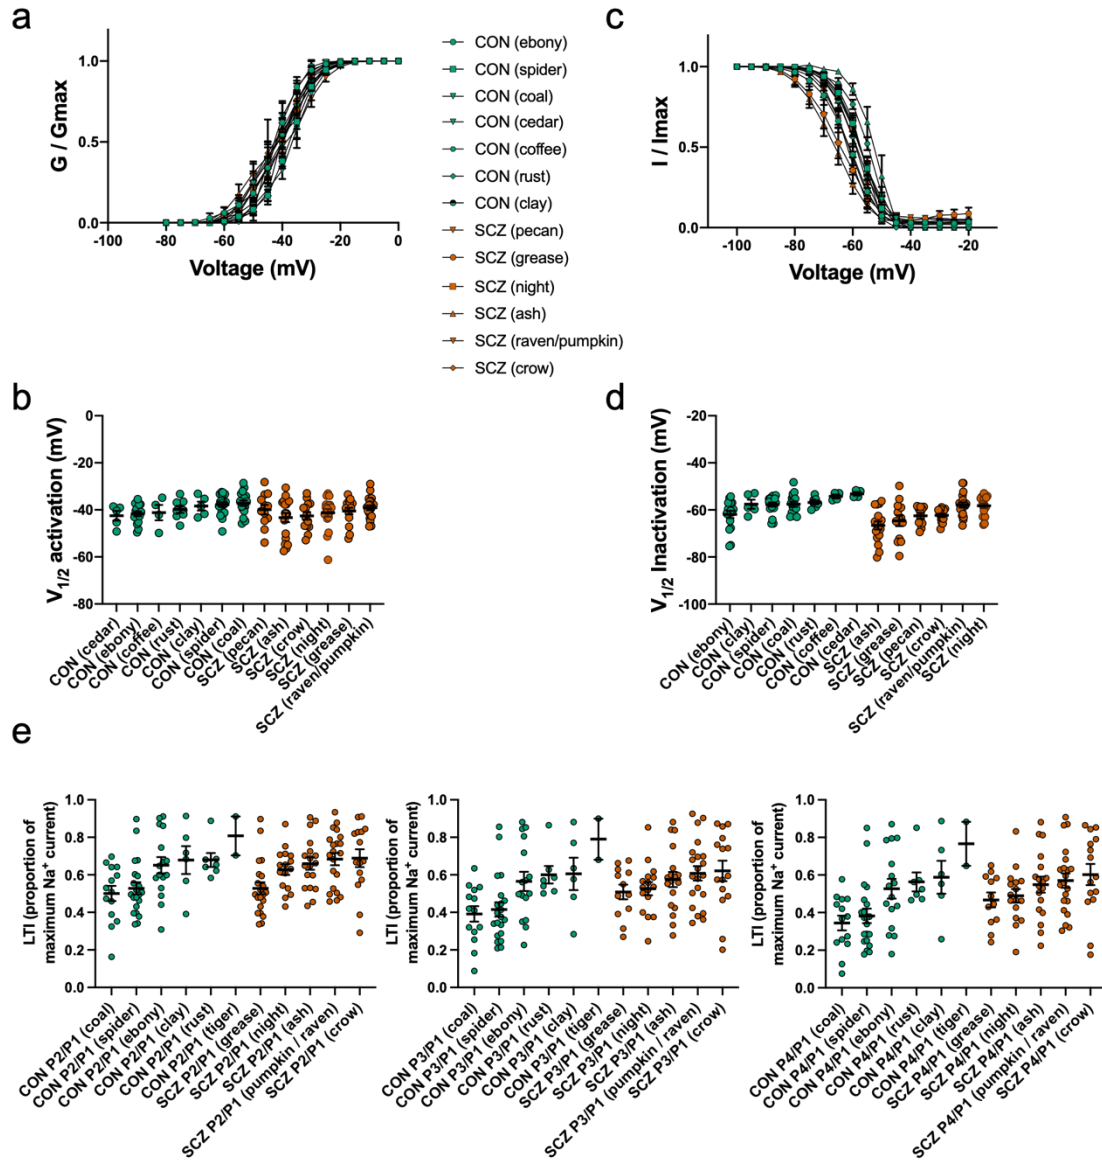 a
G / Gmax
1.0
0.5
0.0
-100
-80
-60
-40
-20
0
Voltage (mV)
CON (ebony)
CON (spider)
CON (coal)
CON (cedar)
CON (coffee)
CON (rust)
CON (clay)
SCZ (pecan)
SCZ (grease)
SCZ (night)
SCZ (ash)
SCZ (raven/pumpkin)
SCZ (crow)
c
I / Imax
1.0
0.5
0.0
-100
-80
-60
-40
-20
Voltage (mV)
b
V1/2 activation (mV)
0
-20
-40
-60
-80
CON (cedar)
CON (ebony)
CON (coffee)
CON (rust)
CON (clay)
CON (spider)
CON (coal)
SCZ (pecan)
SCZ (ash)
SCZ (crow)
SCZ (night)
SCZ (grease)
SCZ (raven/pumpkin)
d
V1/2 Inactivation (mV)
-20
-40
-60
-80
-100
CON (ebony)
CON (clay)
CON (spider)
CON (coal)
CON (rust)
CON (coffee)
CON (cedar)
SCZ (ash)
SCZ (grease)
SCZ (pecan)
SCZ (crow)
SCZ (raven/pumpkin)
SCZ (night)
e
LTI (proportion of
maximum Na+ current)
1.0
0.8
0.6
0.4
0.2
0.0
CON P2/P1 (coal)
CON P2/P1 (spider)
CON P2/P1 (ebony)
CON P2/P1 (clay)
CON P2/P1 (rust)
CON P2/P1 (tiger)
SCZ P2/P1 (grease)
SCZ P2/P1 (night)
SCZ P2/P1 (ash)
SCZ P2/P1 (pumpkin / raven)
SCZ P2/P1 (crow)
LTI (proportion of
maximum Na+ current)
1.0
0.8
0.6
0.4
0.2
0.0
CON P3/P1 (coal)
CON P3/P1 (spider)
CON P3/P1 (ebony)
CON P3/P1 (rust)
CON P3/P1 (clay)
CON P3/P1 (tiger)
SCZ P3/P1 (grease)
SCZ P3/P1 (night)
SCZ P3/P1 (ash)
SCZ P3/P1 (pumpkin / raven)
SCZ P3/P1 (crow)
LTI (proportion of
maximum Na+ current)
1.0
0.8
0.6
0.4
0.2
0.0
CON P4/P1 (coal)
CON P4/P1 (spider)
CON P4/P1 (ebony)
CON P4/P1 (rust)
CON P4/P1 (clay)
CON P4/P1 (tiger)
SCZ P4/P1 (grease)
SCZ P4/P1 (night)
SCZ P4/P1 (ash)
SCZ P4/P1 (pumpkin / raven)
SCZ P4/P1 (crow)